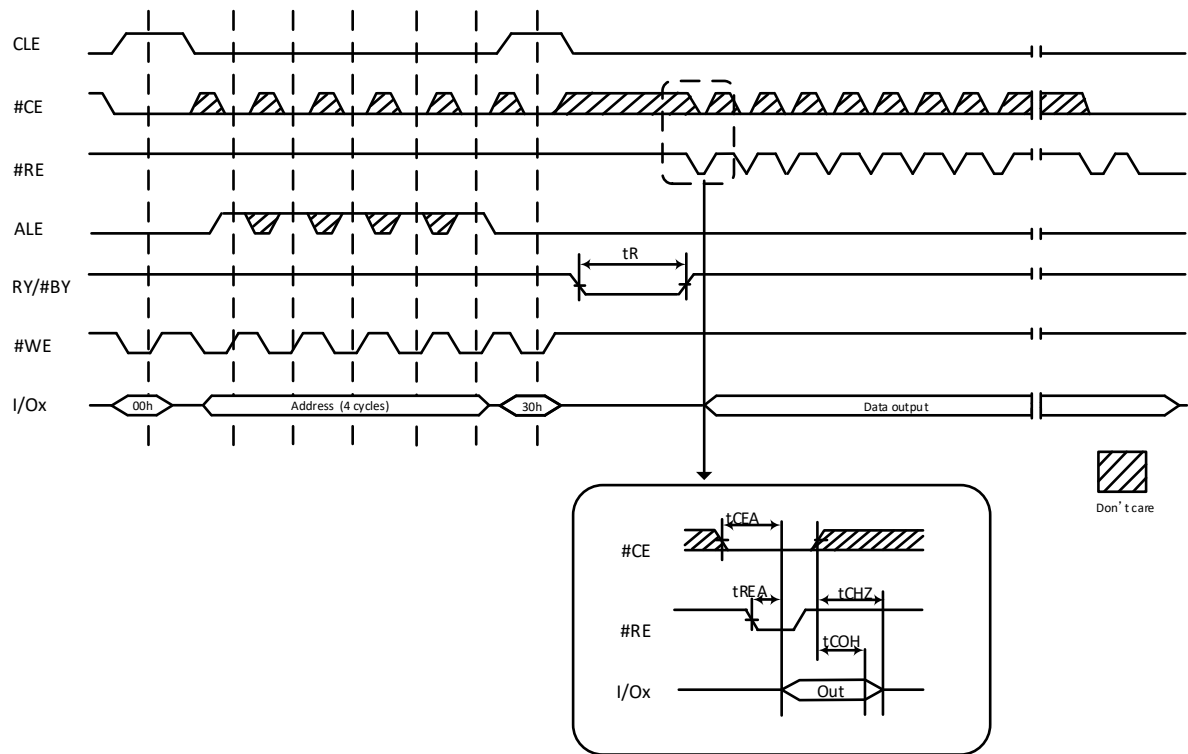 CLE
#CE
#RE
ALE
tR
RY/#BY
#WE
I/Ox
00h
Address (4 cycles)
30h
Data output
Don't care
tCEA
#CE
tREA
tCHZ
#RE
tCOH
I/Ox
Out